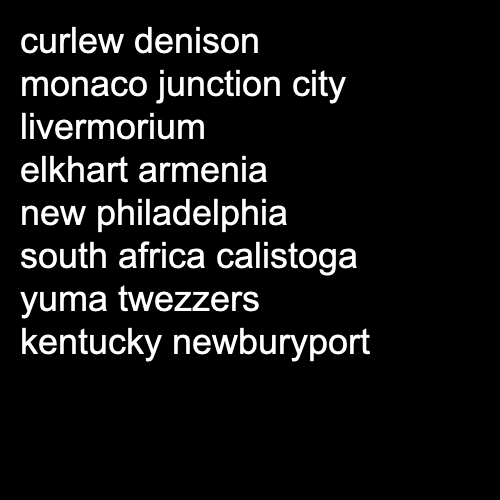 curlew denison
monaco junction city
livermorium
elkhart armenia
new philadelphia
south africa calistoga
yuma twezzers
kentucky newburyport